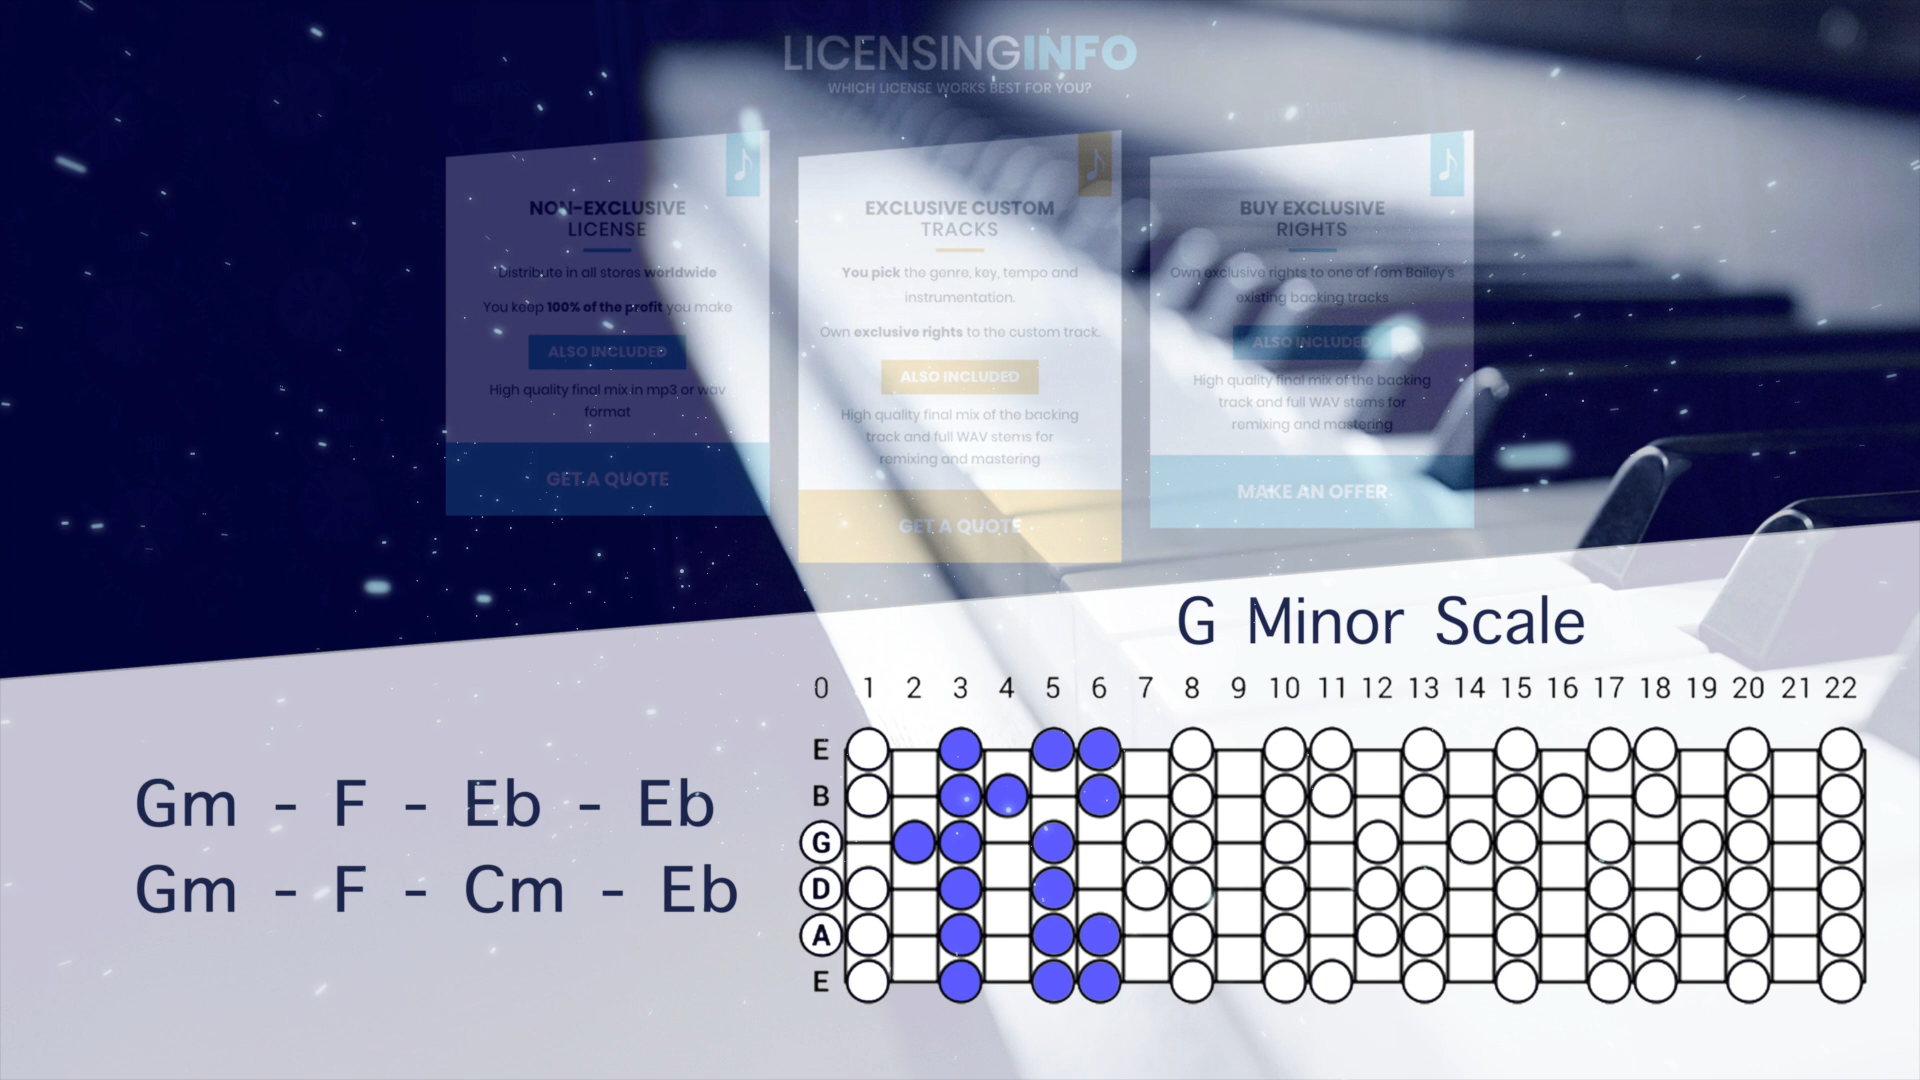 LICENSINGINFO
WHICH LICENSE WORKS BEST FOR YOU?
NON-EXCLUSIVE
LICENSE
Distribute in all stores worldwide
You keep 100% of the profit you make
ALSO INCLUDED
High quality final mix in mp3 or wav
format
GET A QUOTE
EXCLUSIVE CUSTOM
TRACKS
You pick the genre, key, tempo and
instrumentation.
Own exclusive rights to the custom track.
ALSO INCLUDED
High quality final mix of the backing
track and full WAV stems for
remixing and mastering
GET A QUOTE
BUY EXCLUSIVE
RIGHTS
Own exclusive rights to one of Tom Bailey's
existing backing tracks
ALSO INCLUDED
High quality final mix of the backing
track and full WAV stems for
remixing and mastering
MAKE AN OFFER
Gm - F - Eb - Eb
Gm - F - Cm - Eb
G Minor Scale
0 1 2 3 4 5 6 7 8 9 10 11 12 13 14 15 16 17 18 19 20 21 22
E
B
G
D
A
E